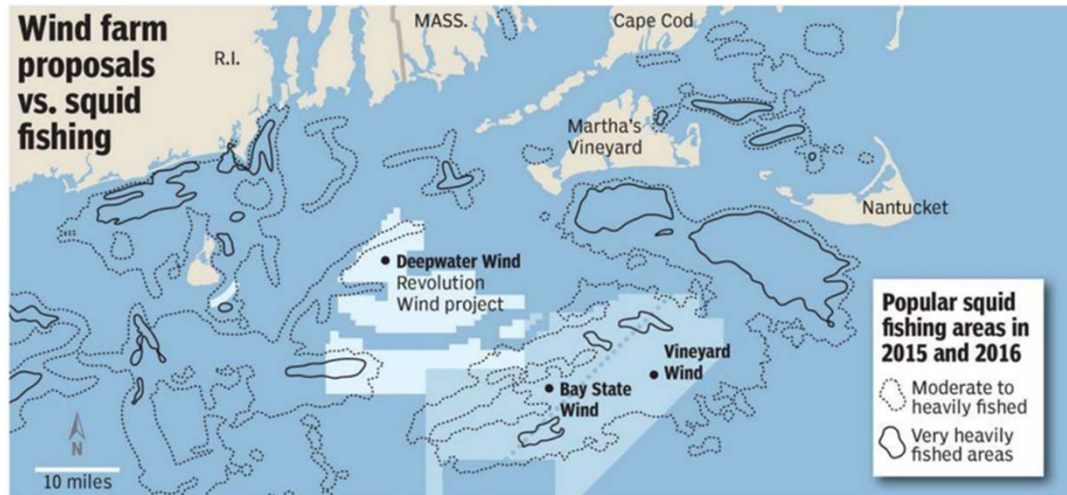 Wind farm
proposals
vs. squid
fishing
R.I.
MASS.
Cape Cod
Martha's
Vineyard
Nantucket
Deepwater Wind
Revolution
Wind project
Vineyard
Wind
Bay State
Wind
Popular squid
fishing areas in
2015 and 2016
Moderate to
heavily fished
Very heavily
fished areas
N
10 miles